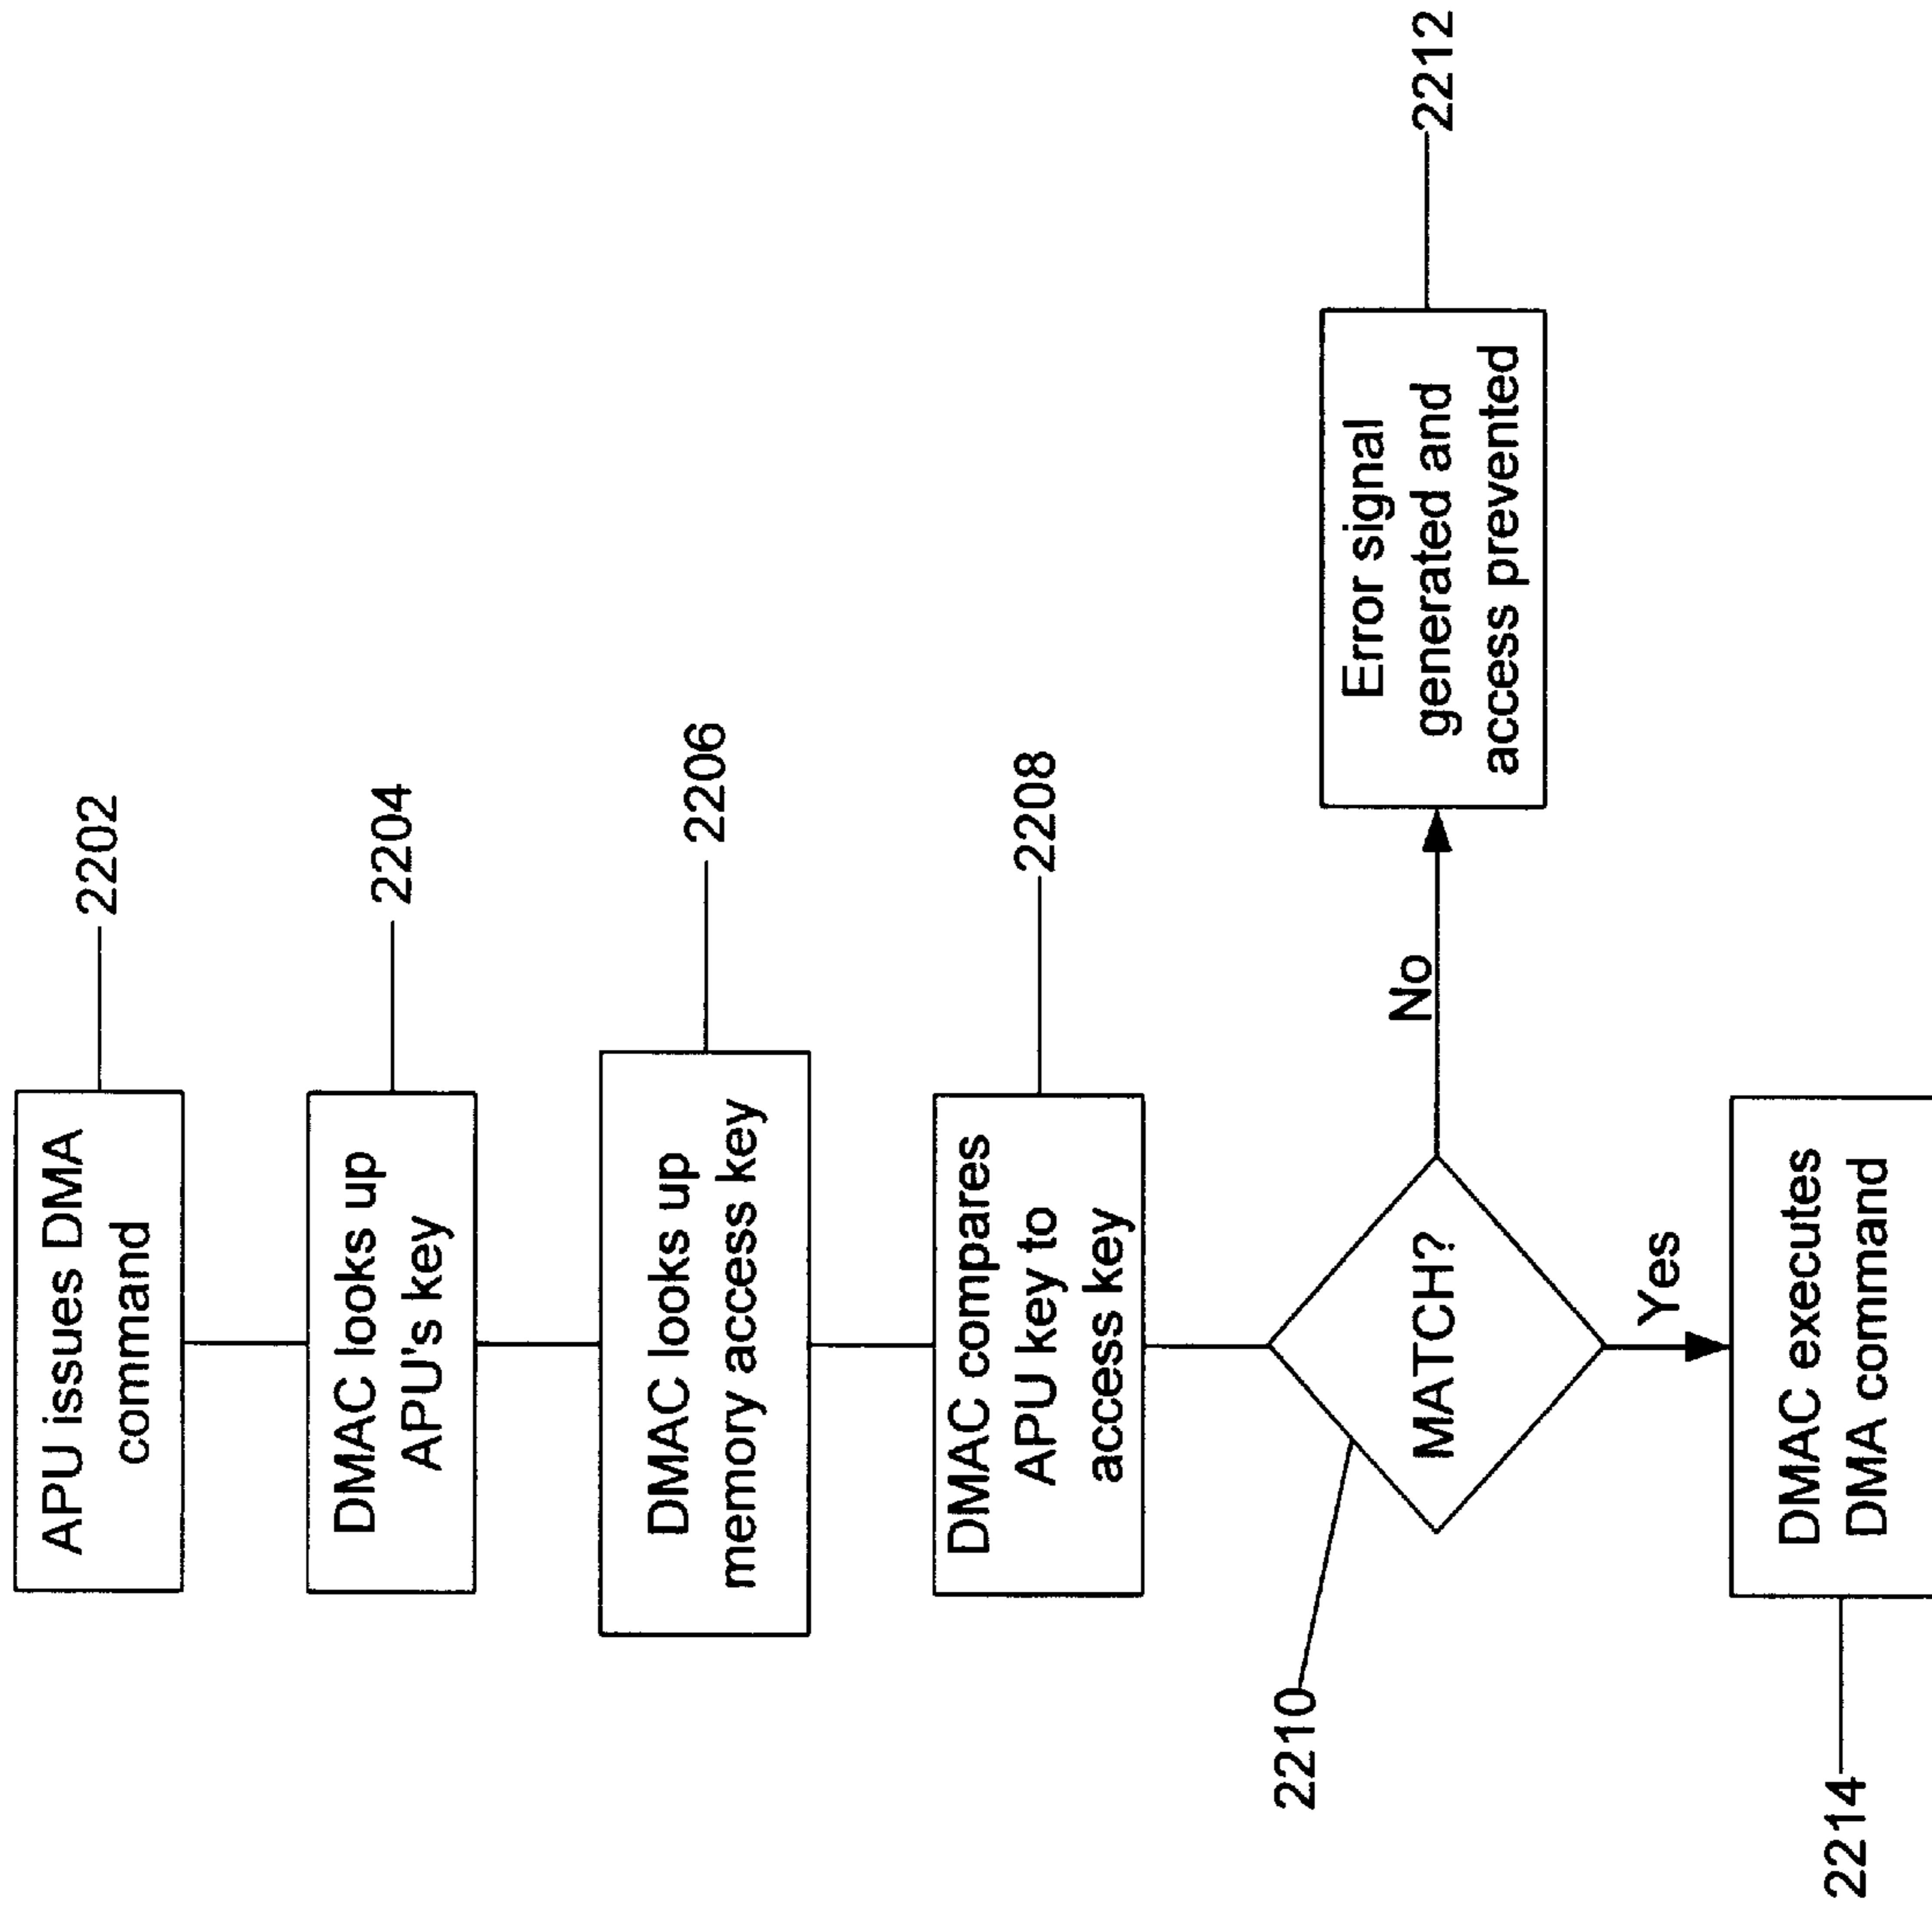 APU issues DMA
command
2202
DMAC looks up
APU's key
2204
DMAC looks up
memory access key
2206
DMAC compares
APU key to
access key
2208
2210
MATCH?
No
Error signal
generated and
access prevented
2212
Yes
DMAC executes
DMA command
2214